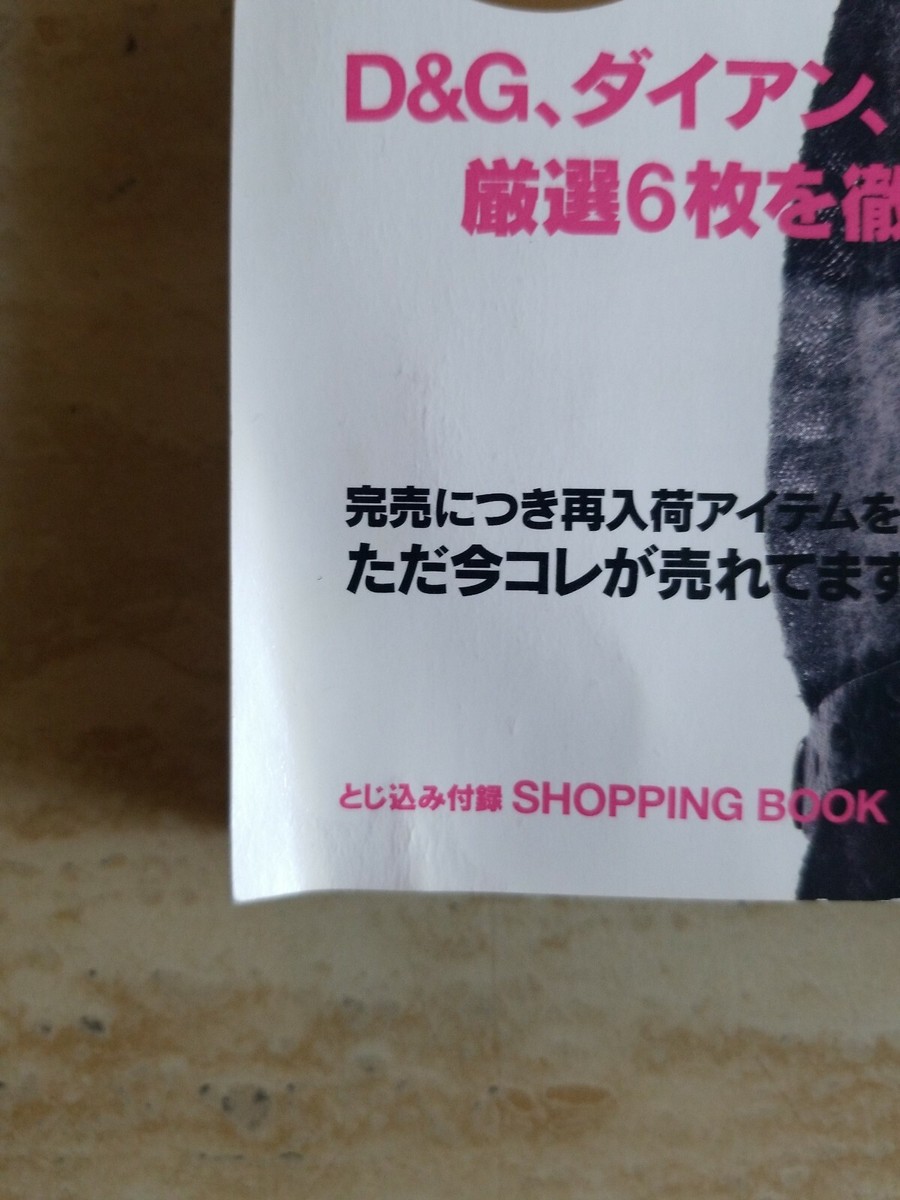 D&G、ダイアン、
厳選6枚を徹
完売につき再入荷アイテムを
ただ今コレが売れてます
とじ込み付録 SHOPPING BOOK